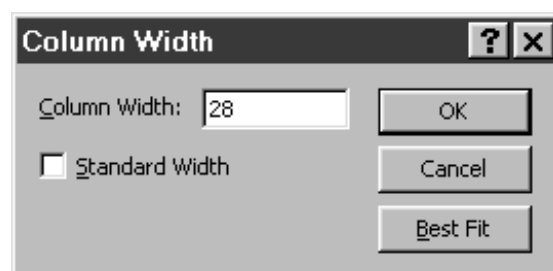 Column Width
Column Width: 28
OK
Standard Width
Cancel
Best Fit